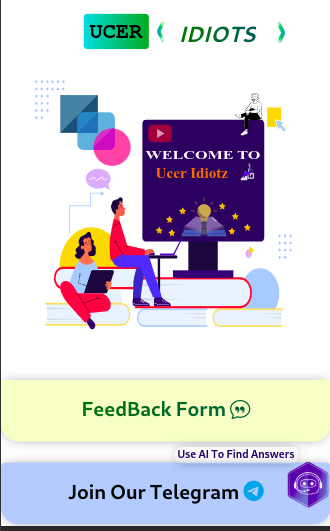 UCER IDIOTS
WELCOME TO
Ucer Idiotz
FeedBack Form
Use AI To Find Answers
Join Our Telegram